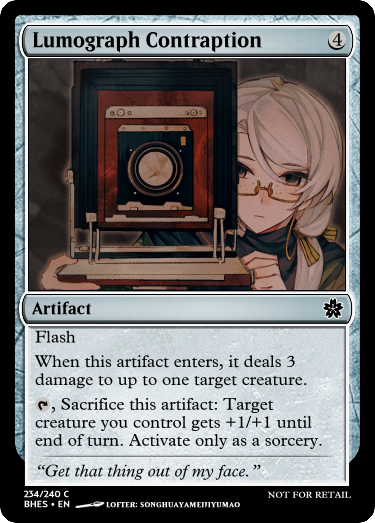 Lumograph Contraption 4
Artifact
Flash
When this artifact enters, it deals 3
damage to up to one target creature.
, Sacrifice this artifact: Target
creature you control gets +1/+1 until
end of turn. Activate only as a sorcery.
“Get that thing out of my face.”
234/240 C
BHES • EN LOFTER: SONGHUAYAMEIJIYUMAO
NOT FOR RETAIL